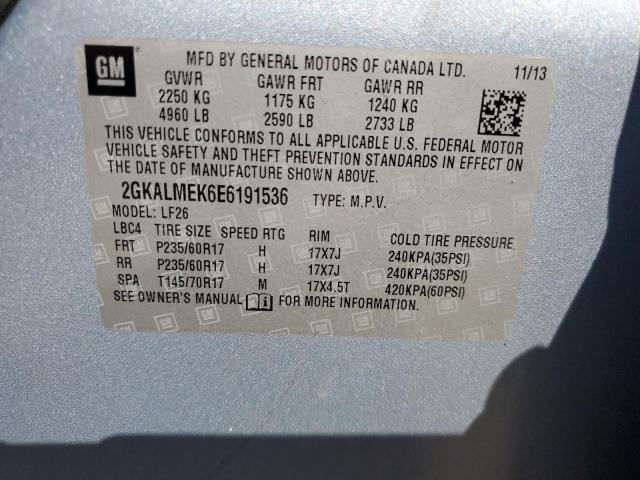 GM
MFD BY GENERAL MOTORS OF CANADA LTD. 11/13
GVWR GAWR FRT GAWR RR
2250 KG 1175 KG 1240 KG
4960 LB 2590 LB 2733 LB
THIS VEHICLE CONFORMS TO ALL APPLICABLE U.S. FEDERAL MOTOR
VEHICLE SAFETY AND THEFT PREVENTION STANDARDS IN EFFECT ON
THE DATE OF MANUFACTURE SHOWN ABOVE.
2GKALMEK6E6191536 TYPE: M.P.V.
MODEL: LF26
LBC4 TIRE SIZE SPEED RTG RIM COLD TIRE PRESSURE
FRT P235/60R17 H 17X7J 240KPA(35PSI)
RR P235/60R17 H 17X7J 240KPA(35PSI)
SPA T145/70R17 M 17X4.5T 420KPA(60PSI)
SEE OWNER'S MANUAL FOR MORE INFORMATION.